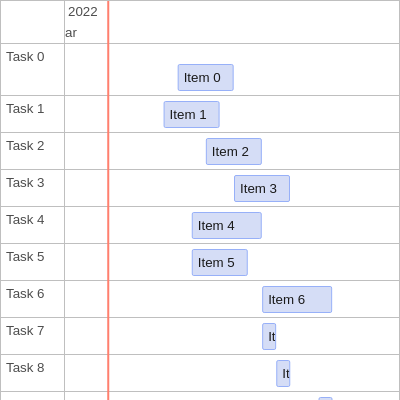 2022
ar
Task 0
Item 0
Task 1
Item 1
Task 2
Item 2
Task 3
Item 3
Task 4
Item 4
Task 5
Item 5
Task 6
Item 6
Task 7
It
Task 8
It